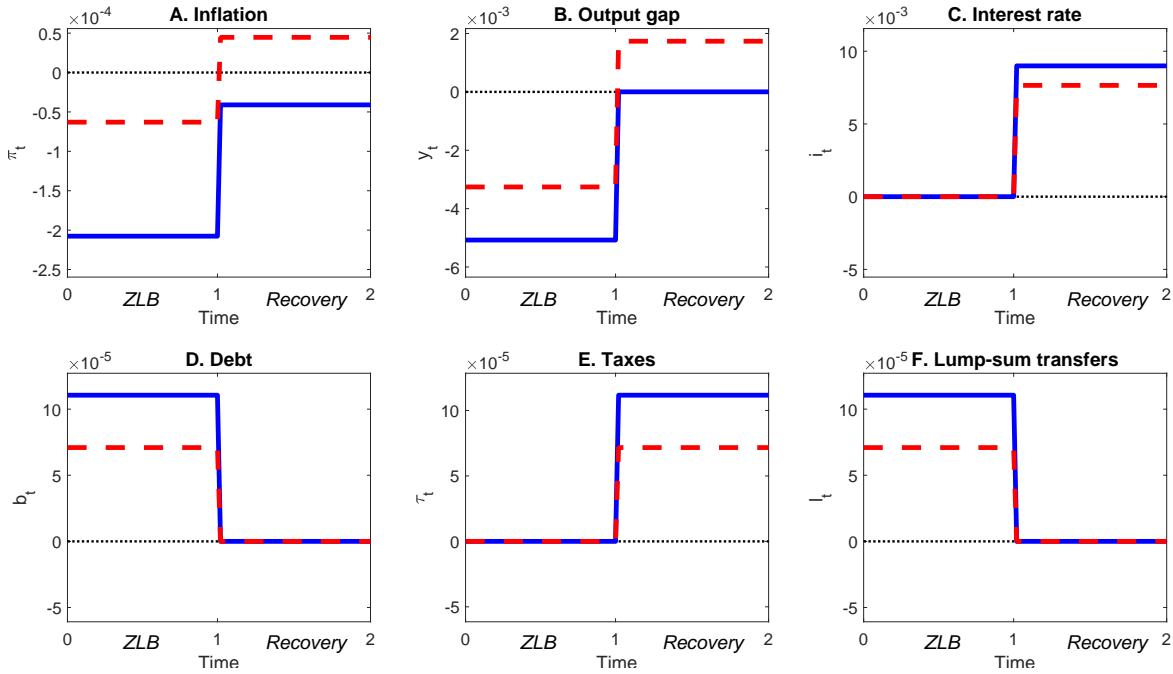 A. Inflation
×10⁻⁴
0.5
0
-0.5
-1
-1.5
-2
-2.5
π_t
0 1 2
ZLB Recovery
Time
B. Output gap
×10⁻³
2
0
-2
-4
-6
y_t
0 1 2
ZLB Recovery
Time
C. Interest rate
×10⁻³
10
5
0
-5
i_t
0 1 2
ZLB Recovery
Time
D. Debt
×10⁻⁵
10
5
0
-5
b_t
0 1 2
ZLB Recovery
Time
E. Taxes
×10⁻⁵
10
5
0
-5
τ_t
0 1 2
ZLB Recovery
Time
F. Lump-sum transfers
×10⁻⁵
10
5
0
-5
l_t
0 1 2
ZLB Recovery
Time